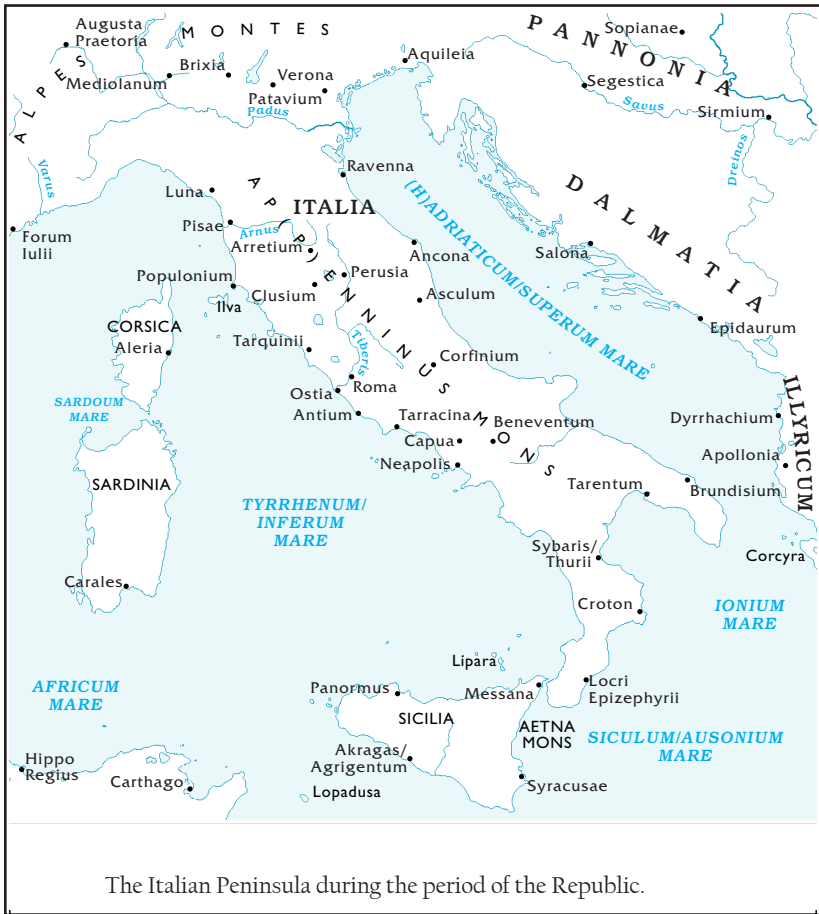 Augusta
Praetoria
MONTES
ALPES
Mediolanum
Brixia
Verona
Patavium
Padus
Aquileia
PANNONIA
Sopianae
Segestica
Savus
Sirmium
Dreinos
Varus
Forum
Iulii
Luna
Pisae
Arnus
Arretium
Ravenna
ITALIA
AP(P)ENNINUS MONS
(H)ADRIATICUM/SUPERUM MARE
DALMATIA
Salona
Ancona
Populonium
Ilva
Clusium
Perusia
Asculum
Epidaurum
CORSICA
Aleria
Tarquinii
Tiberis
Corfinium
Roma
Ostia
Antium
SARDOUM
MARE
Tarracina
Beneventum
Capua
Neapolis
ILLYRICUM
Dyrrhachium
Apollonia
Tarentum
Brundisium
SARDINIA
TYRRHENUM/
INFERUM
MARE
Sybaris/
Thurii
Corcyra
Carales
Croton
IONIUM
MARE
Lipara
Panormus
Messana
Locri
Epizephyrii
AFRICUM
MARE
SICILIA
AETNA
MONS
SICULUM/AUSONIUM
MARE
Akragas/
Agrigentum
Hippo
Regius
Carthago
Lopadusa
Syracusae
The Italian Peninsula during the period of the Republic.